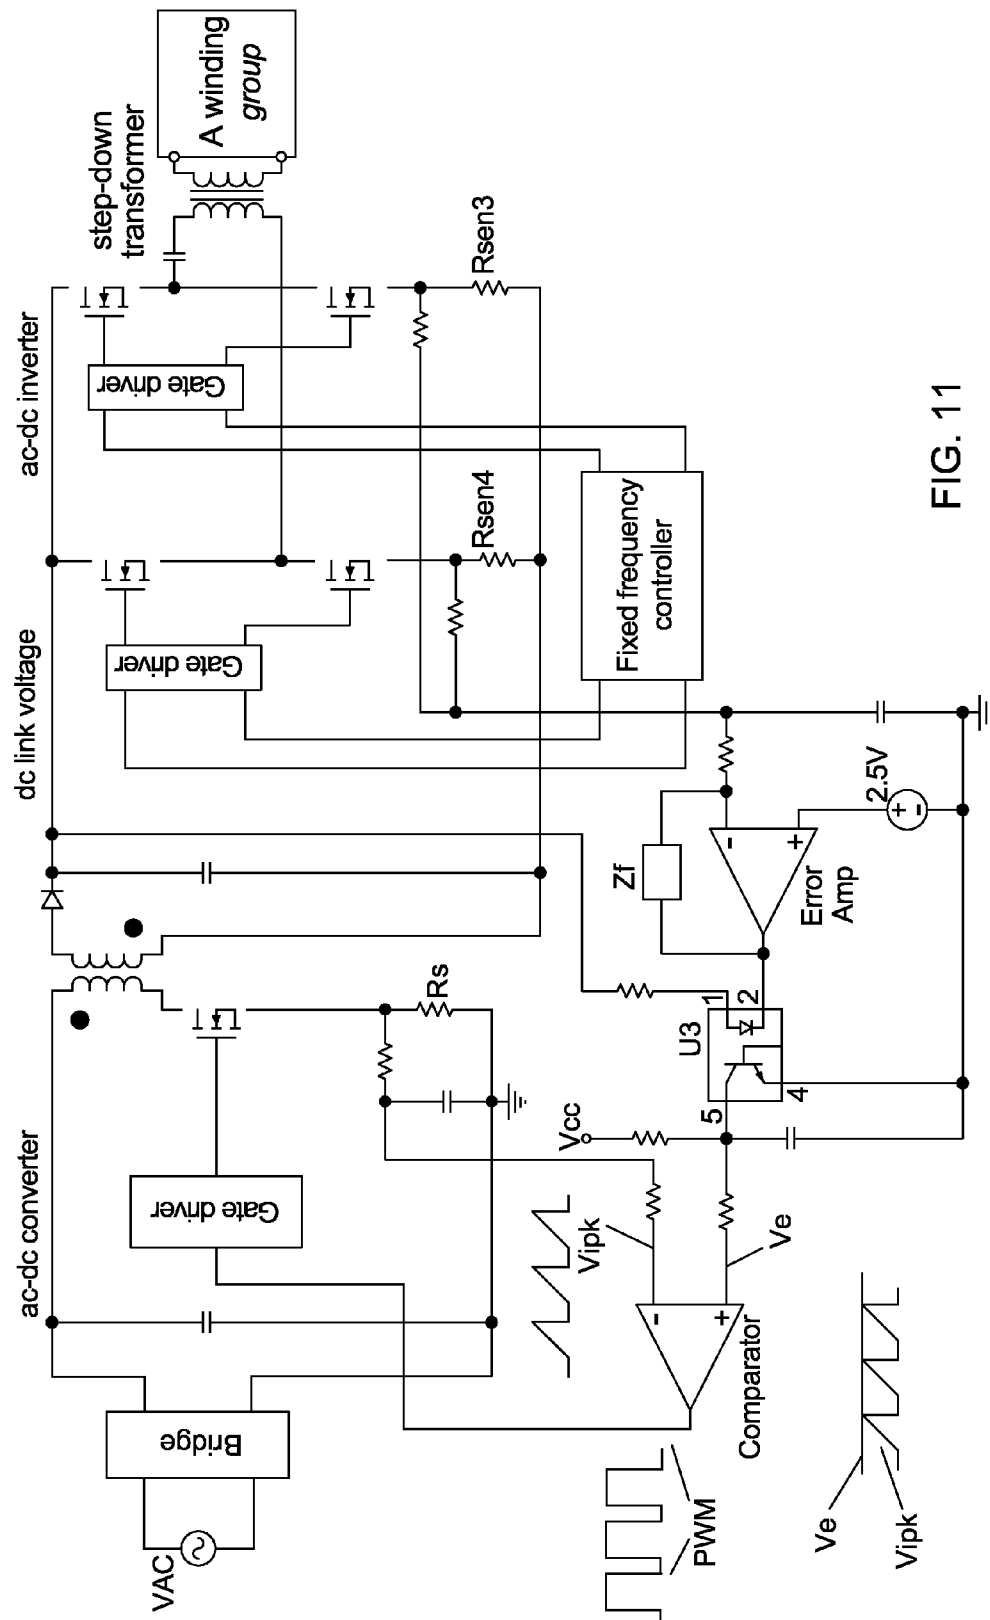 ac-dc converter
dc link voltage
ac-dc inverter
step-down
transformer
A winding
group
VAC
Bridge
Gate driver
Gate driver
Gate driver
Rs
Rsen4
Rsen3
Vcc
U3
1
2
5
4
Zf
-
+
Error
Amp
2.5V
+
-
Fixed frequency
controller
Vipk
Ve
-
+
Comparator
PWM
Ve
Vipk
FIG. 11